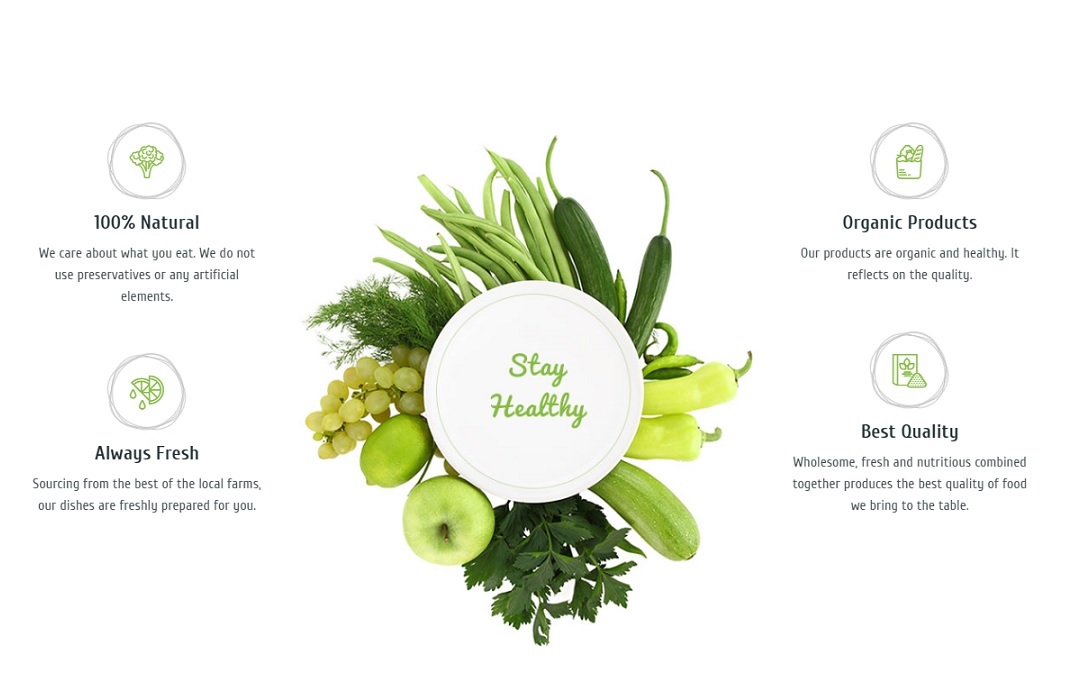 100% Natural
We care about what you eat. We do not
use preservatives or any artificial
elements.
Always Fresh
Sourcing from the best of the local farms,
our dishes are freshly prepared for you.
Stay
Healthy
Organic Products
Our products are organic and healthy. It
reflects on the quality.
Best Quality
Wholesome, fresh and nutritious combined
together produces the best quality of food
we bring to the table.